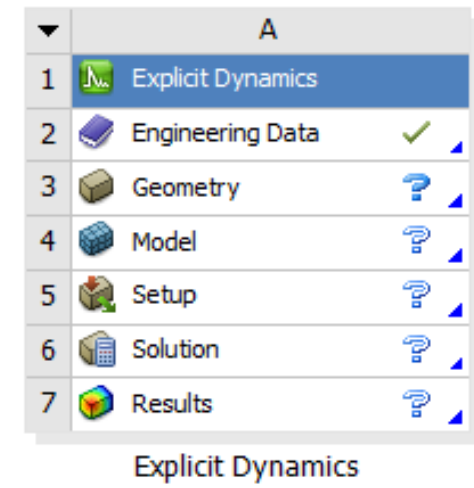 A
1 Explicit Dynamics
2 Engineering Data
3 Geometry ?
4 Model ?
5 Setup ?
6 Solution ?
7 Results ?
Explicit Dynamics